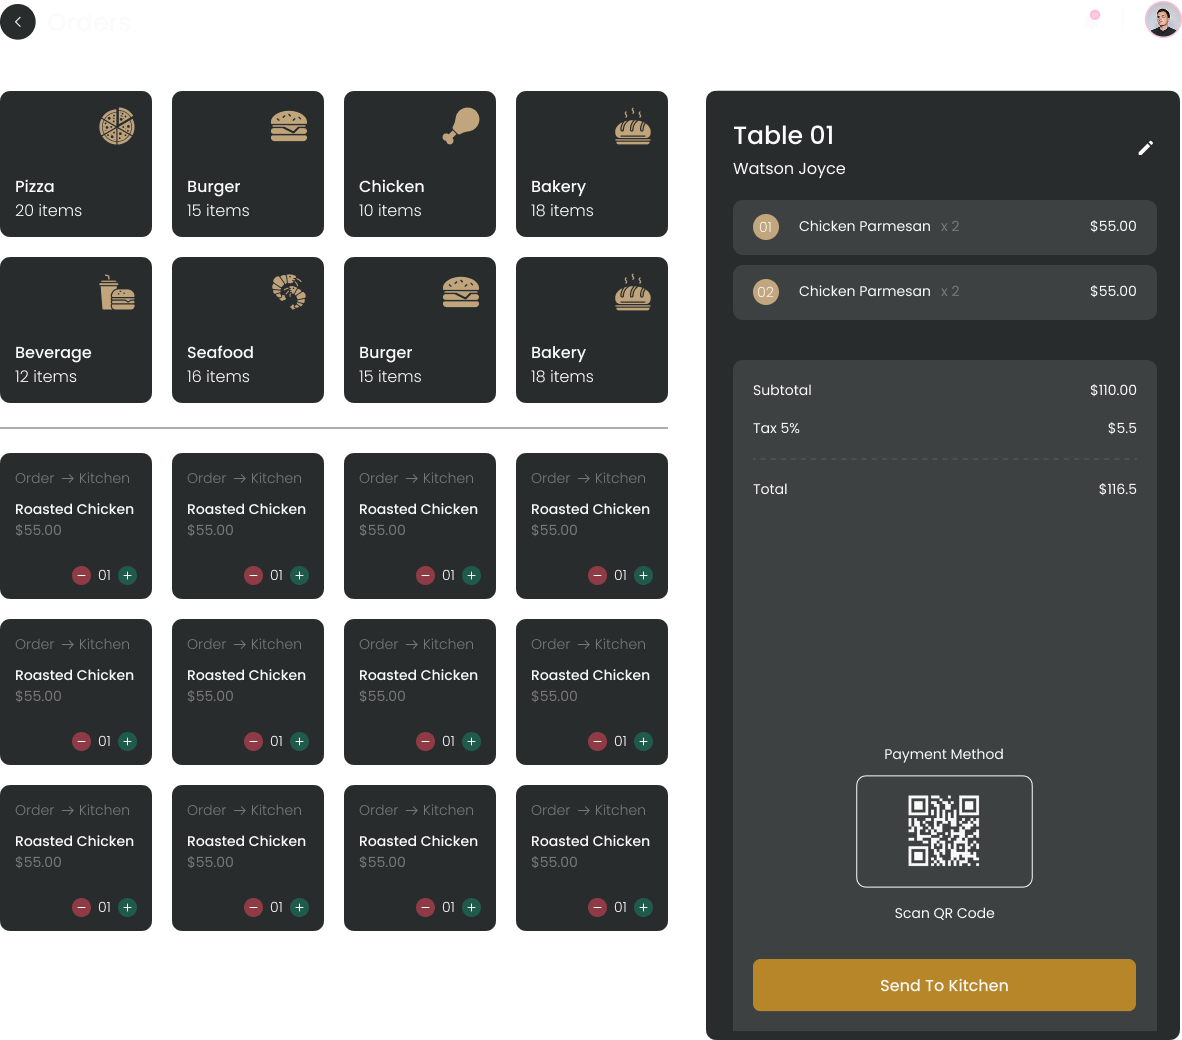 Orders
Pizza
20 items
Burger
15 items
Chicken
10 items
Bakery
18 items
Beverage
12 items
Seafood
16 items
Burger
15 items
Bakery
18 items
Order → Kitchen
Roasted Chicken
$55.00
− 01 +
Order → Kitchen
Roasted Chicken
$55.00
− 01 +
Order → Kitchen
Roasted Chicken
$55.00
− 01 +
Order → Kitchen
Roasted Chicken
$55.00
− 01 +
Order → Kitchen
Roasted Chicken
$55.00
− 01 +
Order → Kitchen
Roasted Chicken
$55.00
− 01 +
Order → Kitchen
Roasted Chicken
$55.00
− 01 +
Order → Kitchen
Roasted Chicken
$55.00
− 01 +
Order → Kitchen
Roasted Chicken
$55.00
− 01 +
Order → Kitchen
Roasted Chicken
$55.00
− 01 +
Order → Kitchen
Roasted Chicken
$55.00
− 01 +
Order → Kitchen
Roasted Chicken
$55.00
− 01 +
Table 01
Watson Joyce
01 Chicken Parmesan x 2 $55.00
02 Chicken Parmesan x 2 $55.00
Subtotal $110.00
Tax 5% $5.5
Total $116.5
Payment Method
Scan QR Code
Send To Kitchen